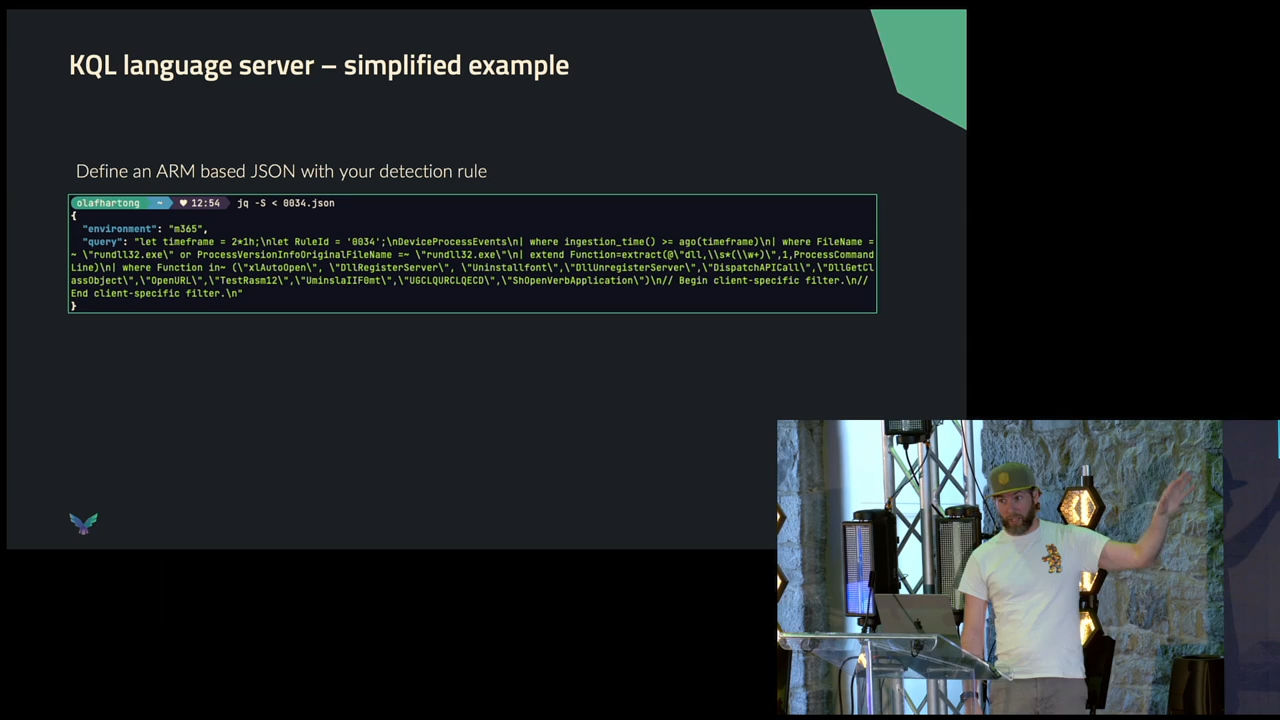 KQL language server – simplified example
Define an ARM based JSON with your detection rule
olafhartong ~ ♥ 12:54 jq -S < 0034.json
{
"environment": "m365",
"query": "let timeframe = 2*1h;\nlet RuleId = '0034';\nDeviceProcessEvents\n| where ingestion_time() >= ago(timeframe)\n| where FileName =
~ \"rundll32.exe\" or ProcessVersionInfoOriginalFileName =~ \"rundll32.exe\"\n| extend Function=extract(@\"dll,\\s*(\\w+)\",1,ProcessCommand
Line)\n| where Function in~ (\"xlAutoOpen\", \"DllRegisterServer\", \"Uninstallfont\",\"DllUnregisterServer\",\"DispatchAPICall\",\"DllGetCl
assObject\",\"OpenURL\",\"TestRasm12\",\"UminslaIIF0mt\",\"UGCLQURCLQECD\",\"ShOpenVerbApplication\")\n// Begin client-specific filter.\n//
End client-specific filter.\n"
}